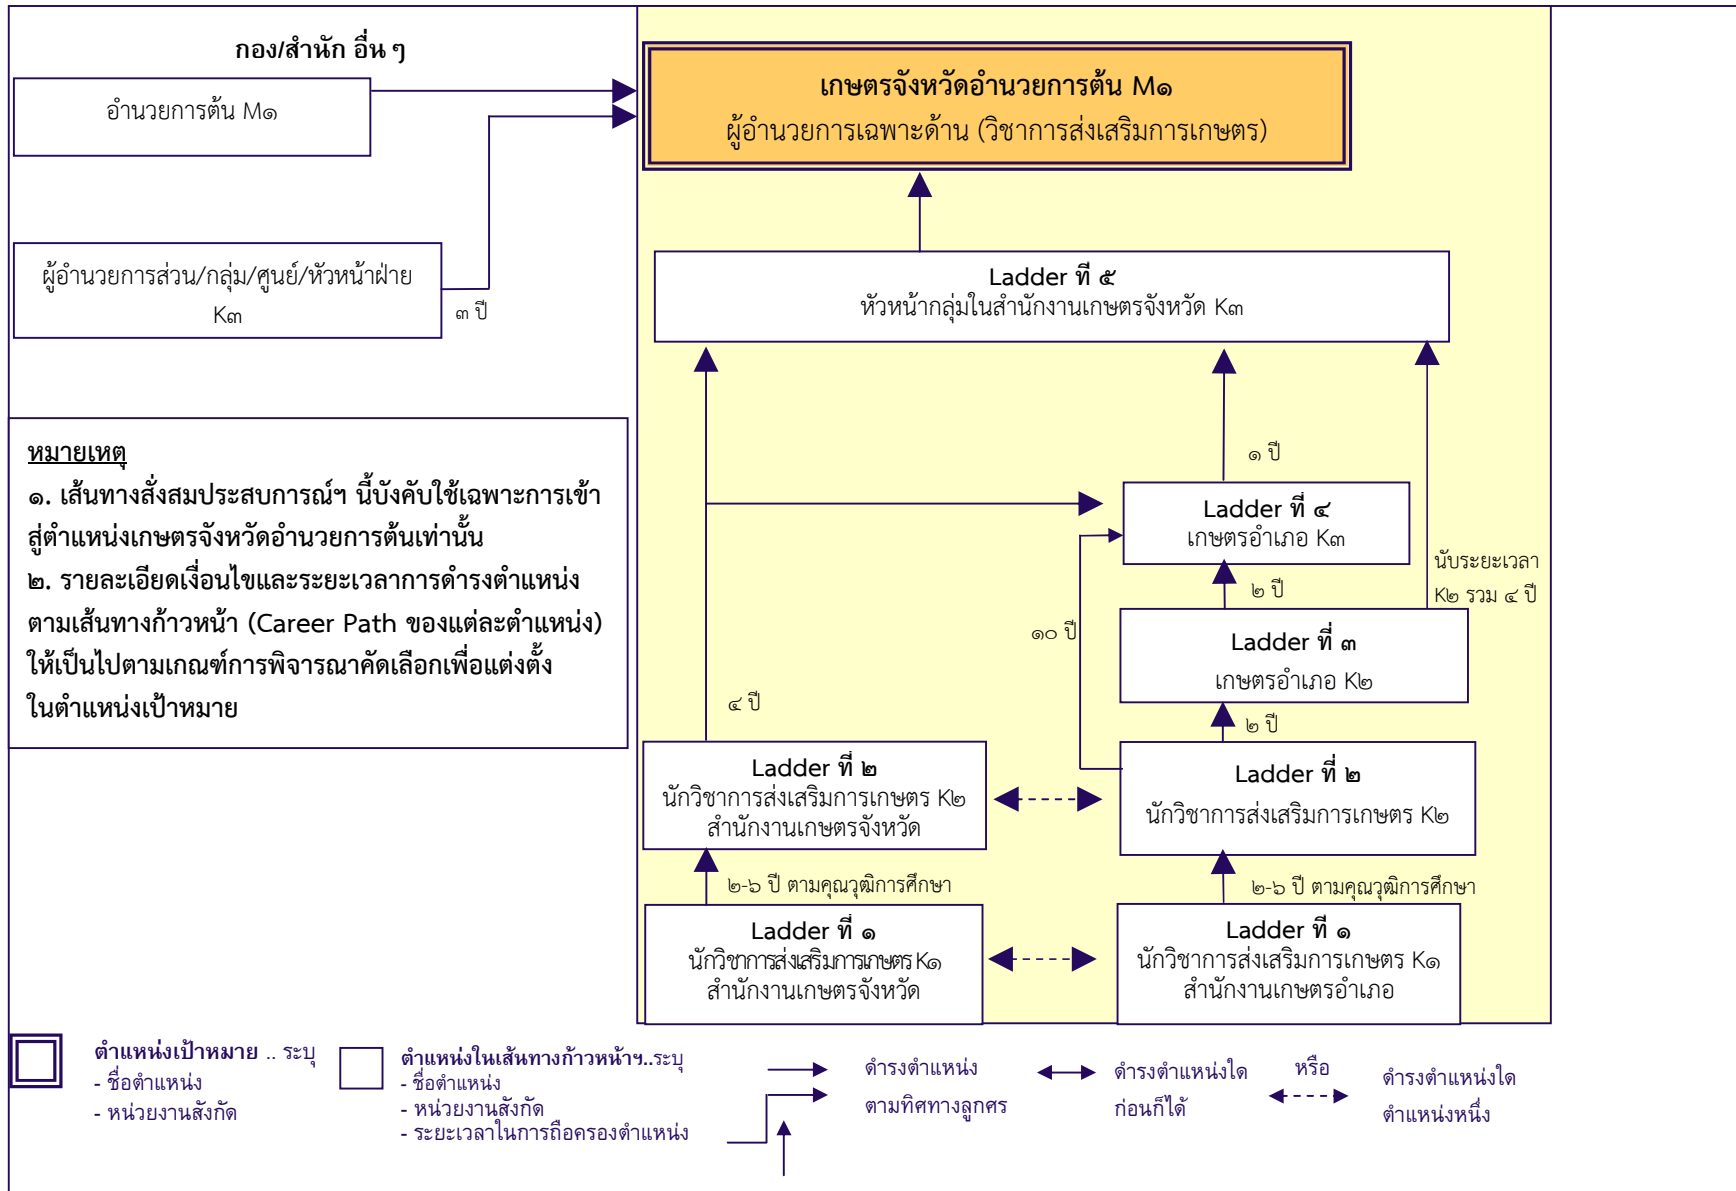 กอง/สำนัก อื่น ๆ
อำนวยการต้น M๑
ผู้อำนวยการส่วน/กลุ่ม/ศูนย์/หัวหน้าฝ่าย
K๓
๓ ปี
เกษตรจังหวัดอำนวยการต้น M๑
ผู้อำนวยการเฉพาะด้าน (วิชาการส่งเสริมการเกษตร)
Ladder ที่ ๕
หัวหน้ากลุ่มในสำนักงานเกษตรจังหวัด K๓
หมายเหตุ
๑. เส้นทางสั่งสมประสบการณ์ฯ นี้บังคับใช้เฉพาะการเข้า
สู่ตำแหน่งเกษตรจังหวัดอำนวยการต้นเท่านั้น
๒. รายละเอียดเงื่อนไขและระยะเวลาการดำรงตำแหน่ง
ตามเส้นทางก้าวหน้า (Career Path ของแต่ละตำแหน่ง)
ให้เป็นไปตามเกณฑ์การพิจารณาคัดเลือกเพื่อแต่งตั้ง
ในตำแหน่งเป้าหมาย
๑ ปี
Ladder ที่ ๔
เกษตรอำเภอ K๓
นับระยะเวลา
K๒ รวม ๔ ปี
๒ ปี
๑๐ ปี
Ladder ที่ ๓
เกษตรอำเภอ K๒
๔ ปี
๒ ปี
Ladder ที่ ๒
นักวิชาการส่งเสริมการเกษตร K๒
สำนักงานเกษตรจังหวัด
Ladder ที่ ๒
นักวิชาการส่งเสริมการเกษตร K๒
๒-๖ ปี ตามคุณวุฒิการศึกษา
๒-๖ ปี ตามคุณวุฒิการศึกษา
Ladder ที่ ๑
นักวิชาการส่งเสริมการเกษตร K๑
สำนักงานเกษตรจังหวัด
Ladder ที่ ๑
นักวิชาการส่งเสริมการเกษตร K๑
สำนักงานเกษตรอำเภอ
ตำแหน่งเป้าหมาย .. ระบุ
- ชื่อตำแหน่ง
- หน่วยงานสังกัด
ตำแหน่งในเส้นทางก้าวหน้าฯ..ระบุ
- ชื่อตำแหน่ง
- หน่วยงานสังกัด
- ระยะเวลาในการถือครองตำแหน่ง
ดำรงตำแหน่ง
ตามทิศทางลูกศร
ดำรงตำแหน่งใด
ก่อนก็ได้
หรือ
ดำรงตำแหน่งใด
ตำแหน่งหนึ่ง